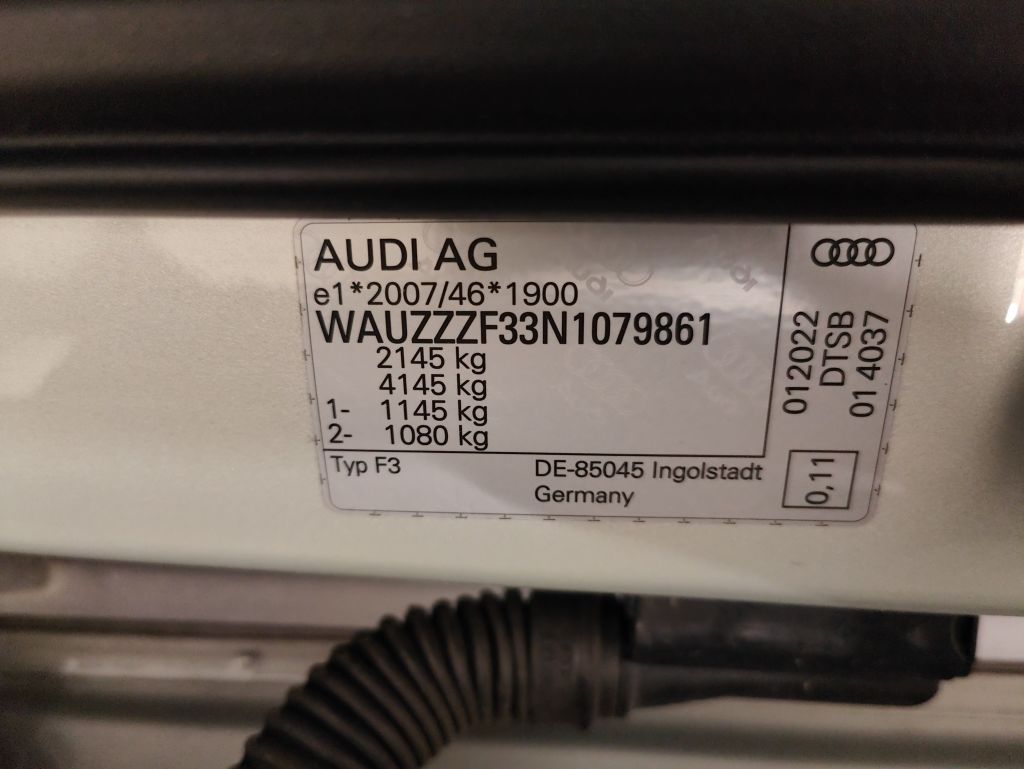 AUDI AG
e1*2007/46*1900
WAUZZZF33N1079861
2145 kg
4145 kg
1- 1145 kg
2- 1080 kg
Typ F3
DE-85045 Ingolstadt
Germany
012022
DTSB
01 4037
0,11